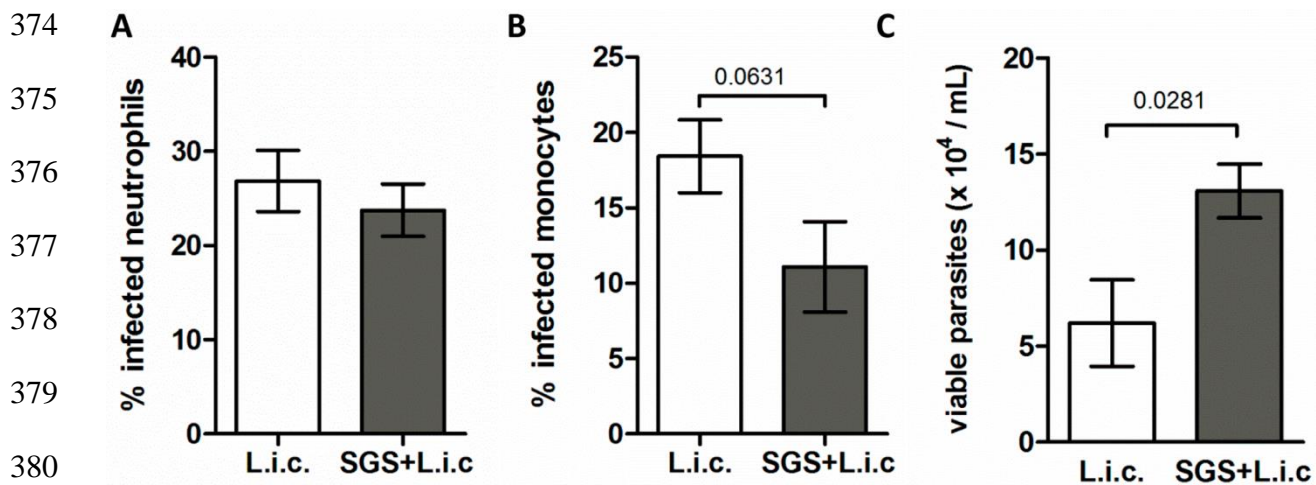 374
375
376
377
378
379
380
A
% infected neutrophils
40
30
20
10
0
L.i.c.
SGS+L.i.c
B
% infected monocytes
25
20
15
10
5
0
0.0631
L.i.c.
SGS+L.i.c
C
viable parasites (x 10⁴ / mL)
20
15
10
5
0
0.0281
L.i.c.
SGS+L.i.c